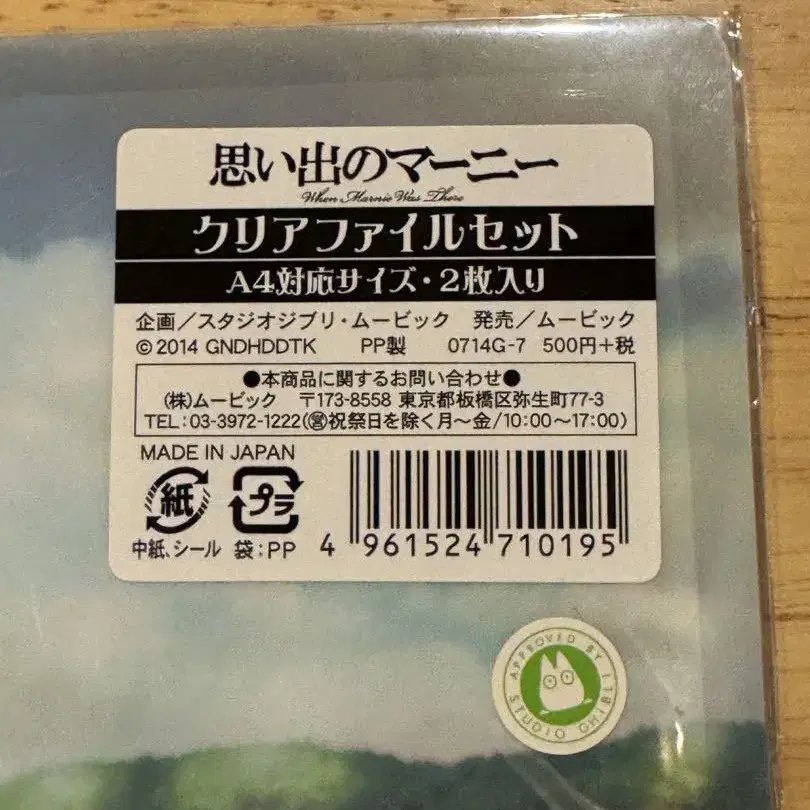 思い出のマーニー
When Marnie Was There
クリアファイルセット
A4対応サイズ・2枚入り
企画／スタジオジブリ・ムービック 発売／ムービック
©2014 GNDHDDTK PP製 0714G-7 500円+税
●本商品に関するお問い合わせ●
(株)ムービック 〒173-8558 東京都板橋区弥生町77-3
TEL:03-3972-1222(営祝祭日を除く月～金/10:00～17:00)
MADE IN JAPAN
紙 プラ
中紙、シール 袋:PP
4 961524 710195
APPROVED BY
STUDIO GHIBLI